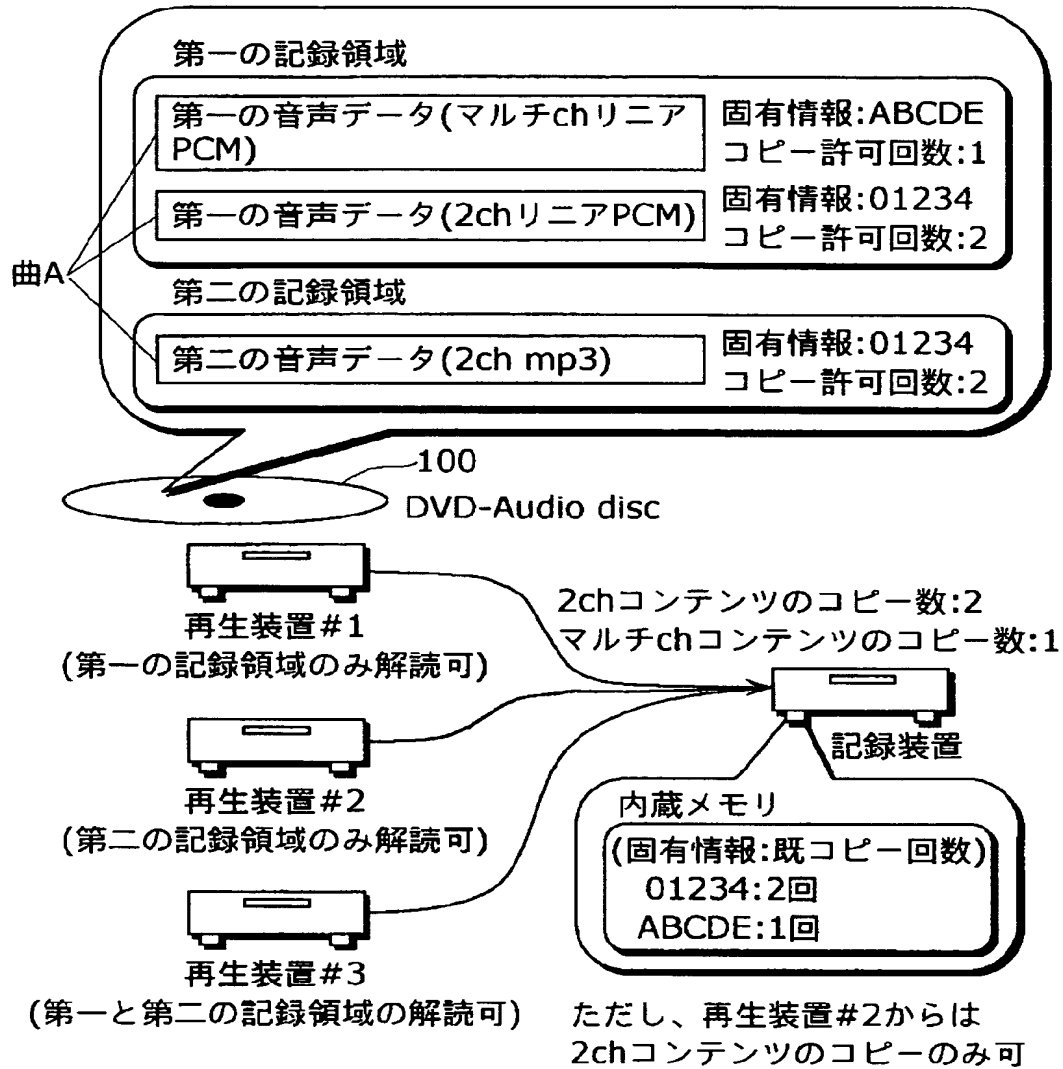 第一の記録領域
第一の音声データ(マルチchリニア
PCM)
固有情報:ABCDE
コピー許可回数:1
第一の音声データ(2chリニアPCM)
固有情報:01234
コピー許可回数:2
曲A
第二の記録領域
第二の音声データ(2ch mp3)
固有情報:01234
コピー許可回数:2
100
DVD-Audio disc
再生装置#1
(第一の記録領域のみ解読可)
2chコンテンツのコピー数:2
マルチchコンテンツのコピー数:1
記録装置
再生装置#2
(第二の記録領域のみ解読可)
内蔵メモリ
(固有情報:既コピー回数)
01234:2回
ABCDE:1回
再生装置#3
(第一と第二の記録領域の解読可)
ただし、再生装置#2からは
2chコンテンツのコピーのみ可